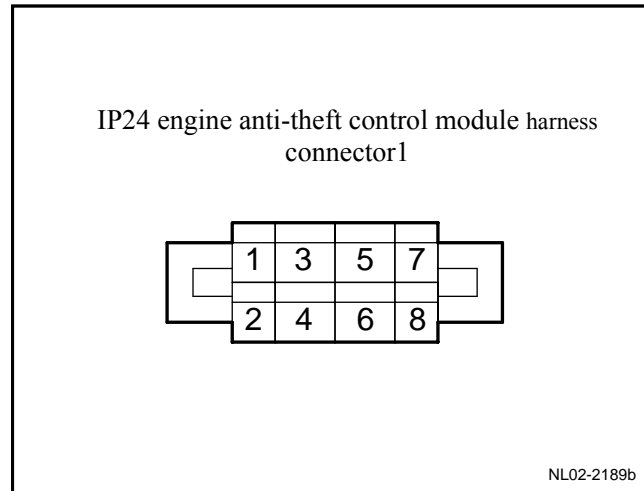 IP24 engine anti-theft control module harness
connector1
1 3 5 7
2 4 6 8
NL02-2189b